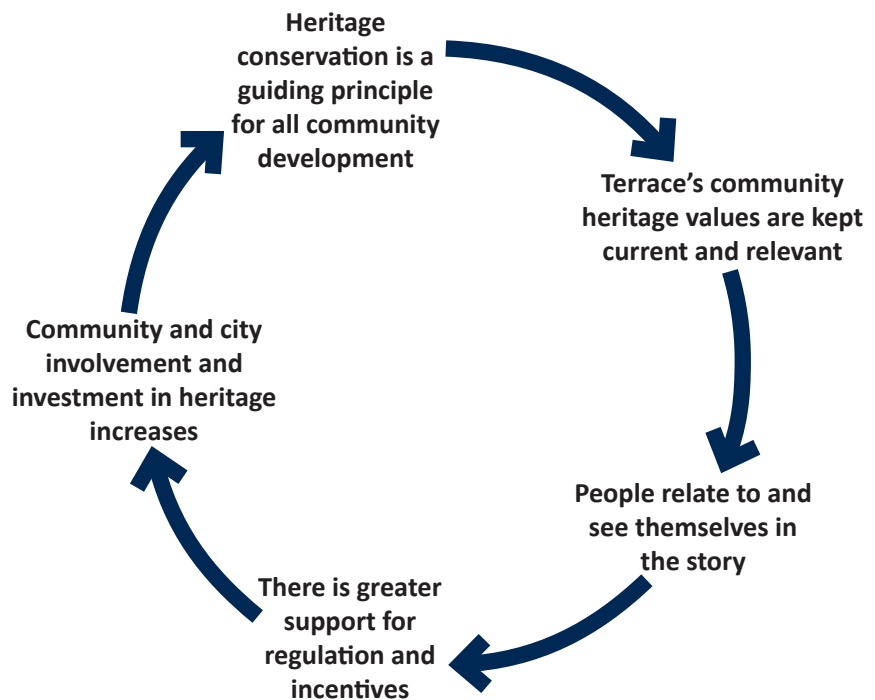 Heritage
conservation is a
guiding principle
for all community
development
Terrace’s community
heritage values are kept
current and relevant
People relate to and
see themselves in
the story
There is greater
support for
regulation and
incentives
Community and city
involvement and
investment in heritage
increases